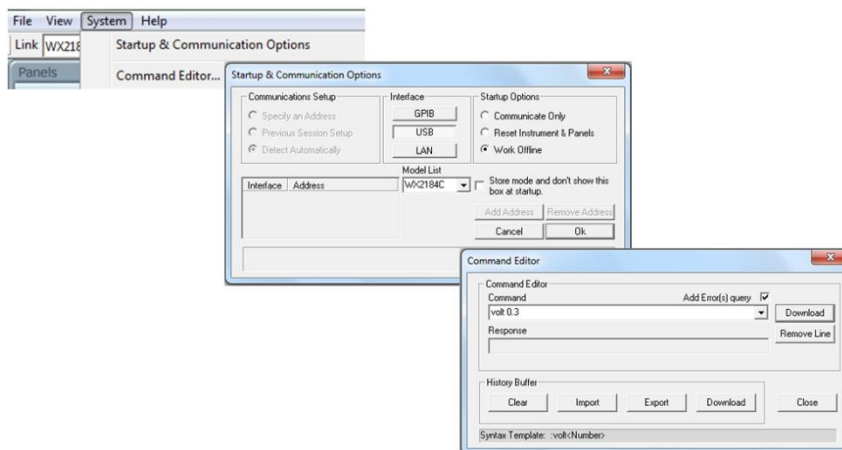 File View System Help
Link WX218
Startup & Communication Options
Panels
Command Editor...
Startup & Communication Options
Communications Setup
Specify an Address
Previous Session Setup
Detect Automatically
Interface
GPIB
USB
LAN
Startup Options
Communicate Only
Reset Instrument & Panels
Work Offline
Model List
WX2184C
Store mode and don't show this
box at startup.
Interface Address
Add Address Remove Address
Cancel Ok
Command Editor
Command Editor
Command Add Error(s) query
volt 0.3 Download
Response Remove Line
History Buffer
Clear Import Export Download Close
Syntax Template: :volt<Number>